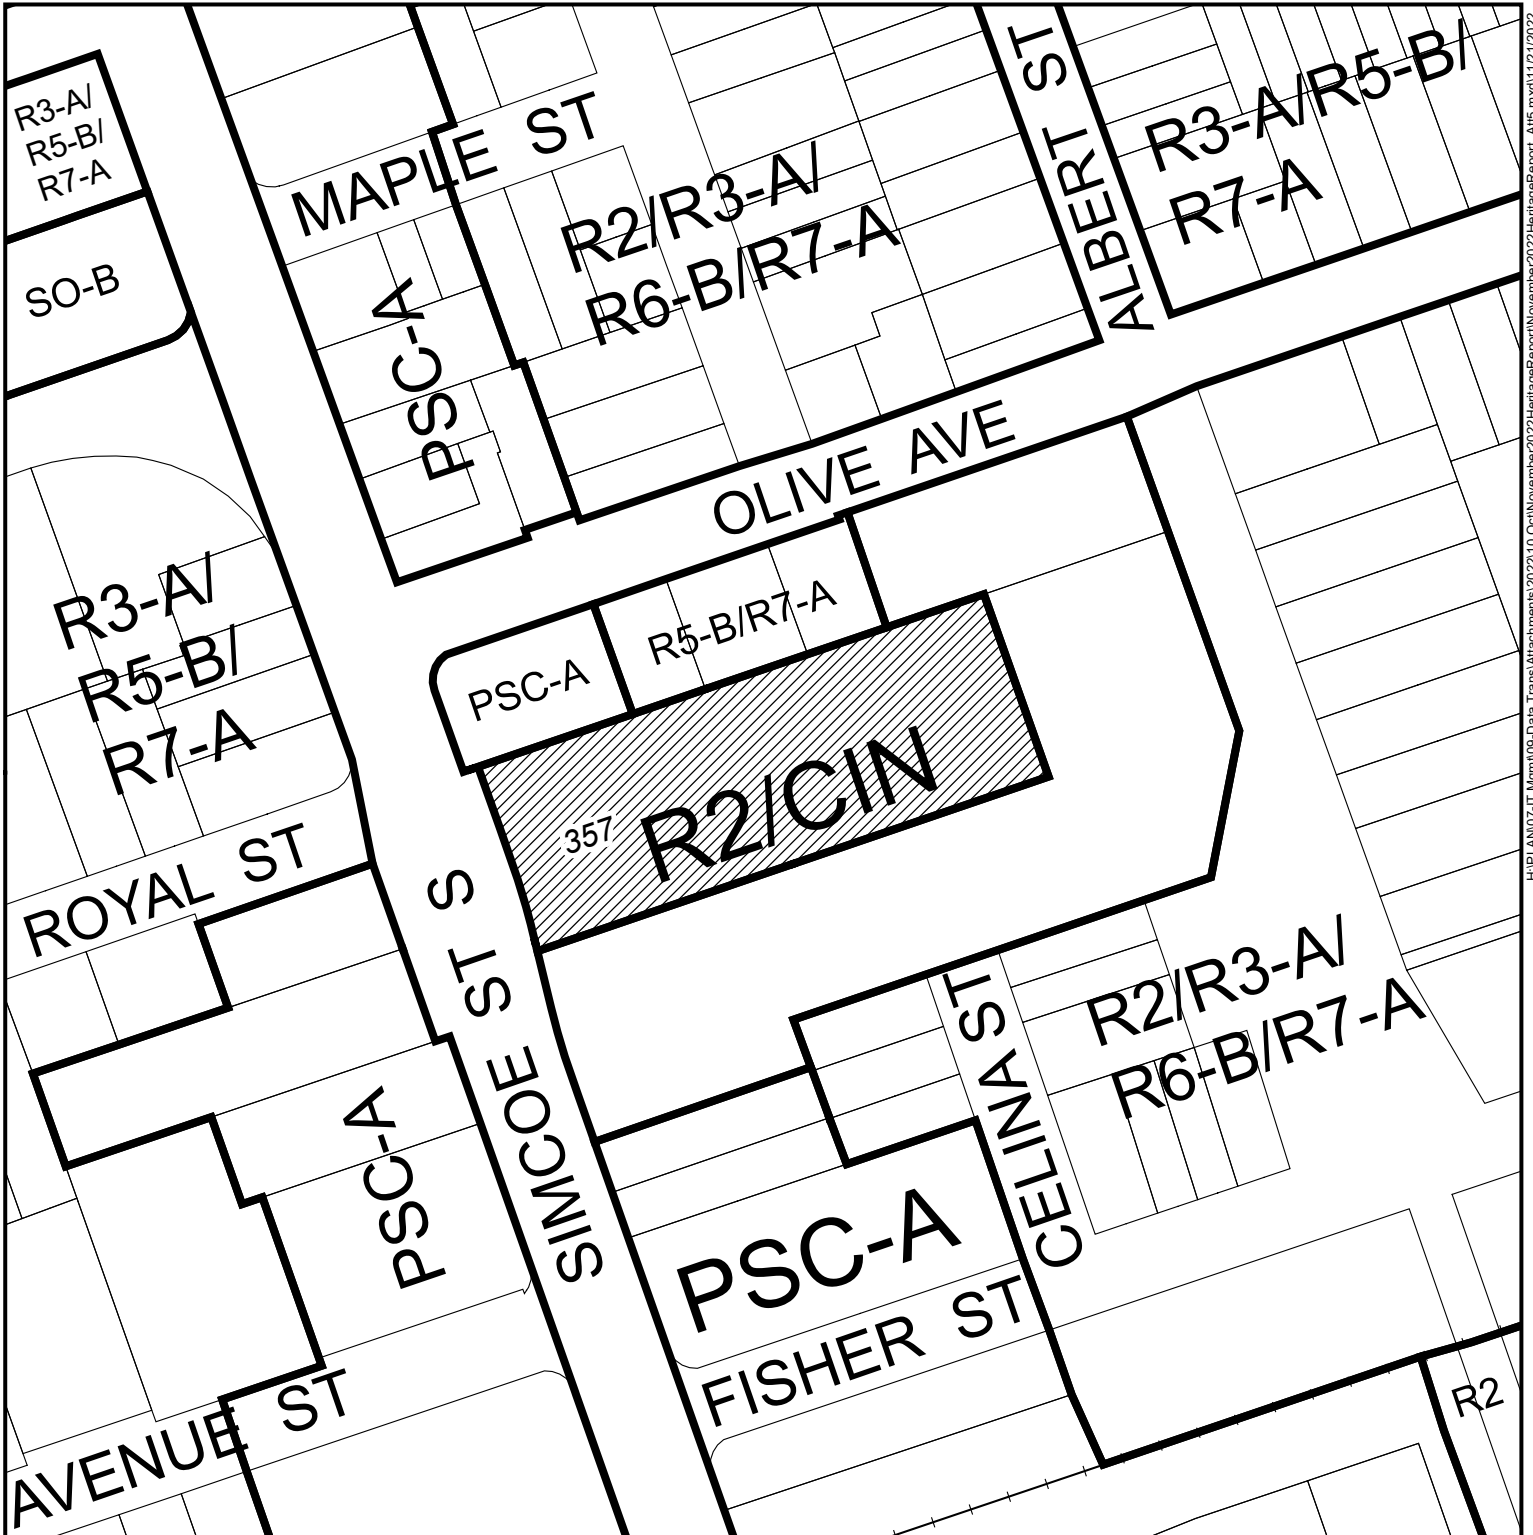 R3-A/
R5-B/
R7-A
SO-B
MAPLE ST
PSC-A
R2/R3-A/
R6-B/R7-A
ALBERT ST
R3-A/R5-B/
R7-A
OLIVE AVE
R3-A/
R5-B/
R7-A
PSC-A
R5-B/R7-A
357
R2/CIN
ROYAL ST
SIMCOE ST S
PSC-A
CELINA ST
R2/R3-A/
R6-B/R7-A
PSC-A
FISHER ST
AVENUE ST
R2